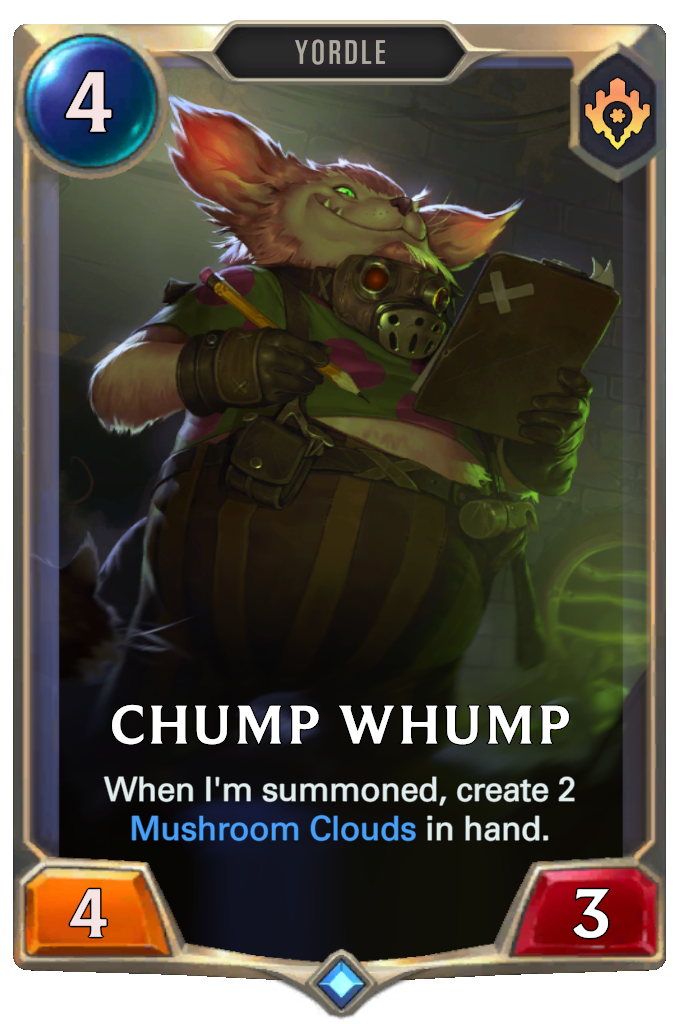 YORDLE
4
CHUMP WHUMP
When I'm summoned, create 2
Mushroom Clouds in hand.
4
3